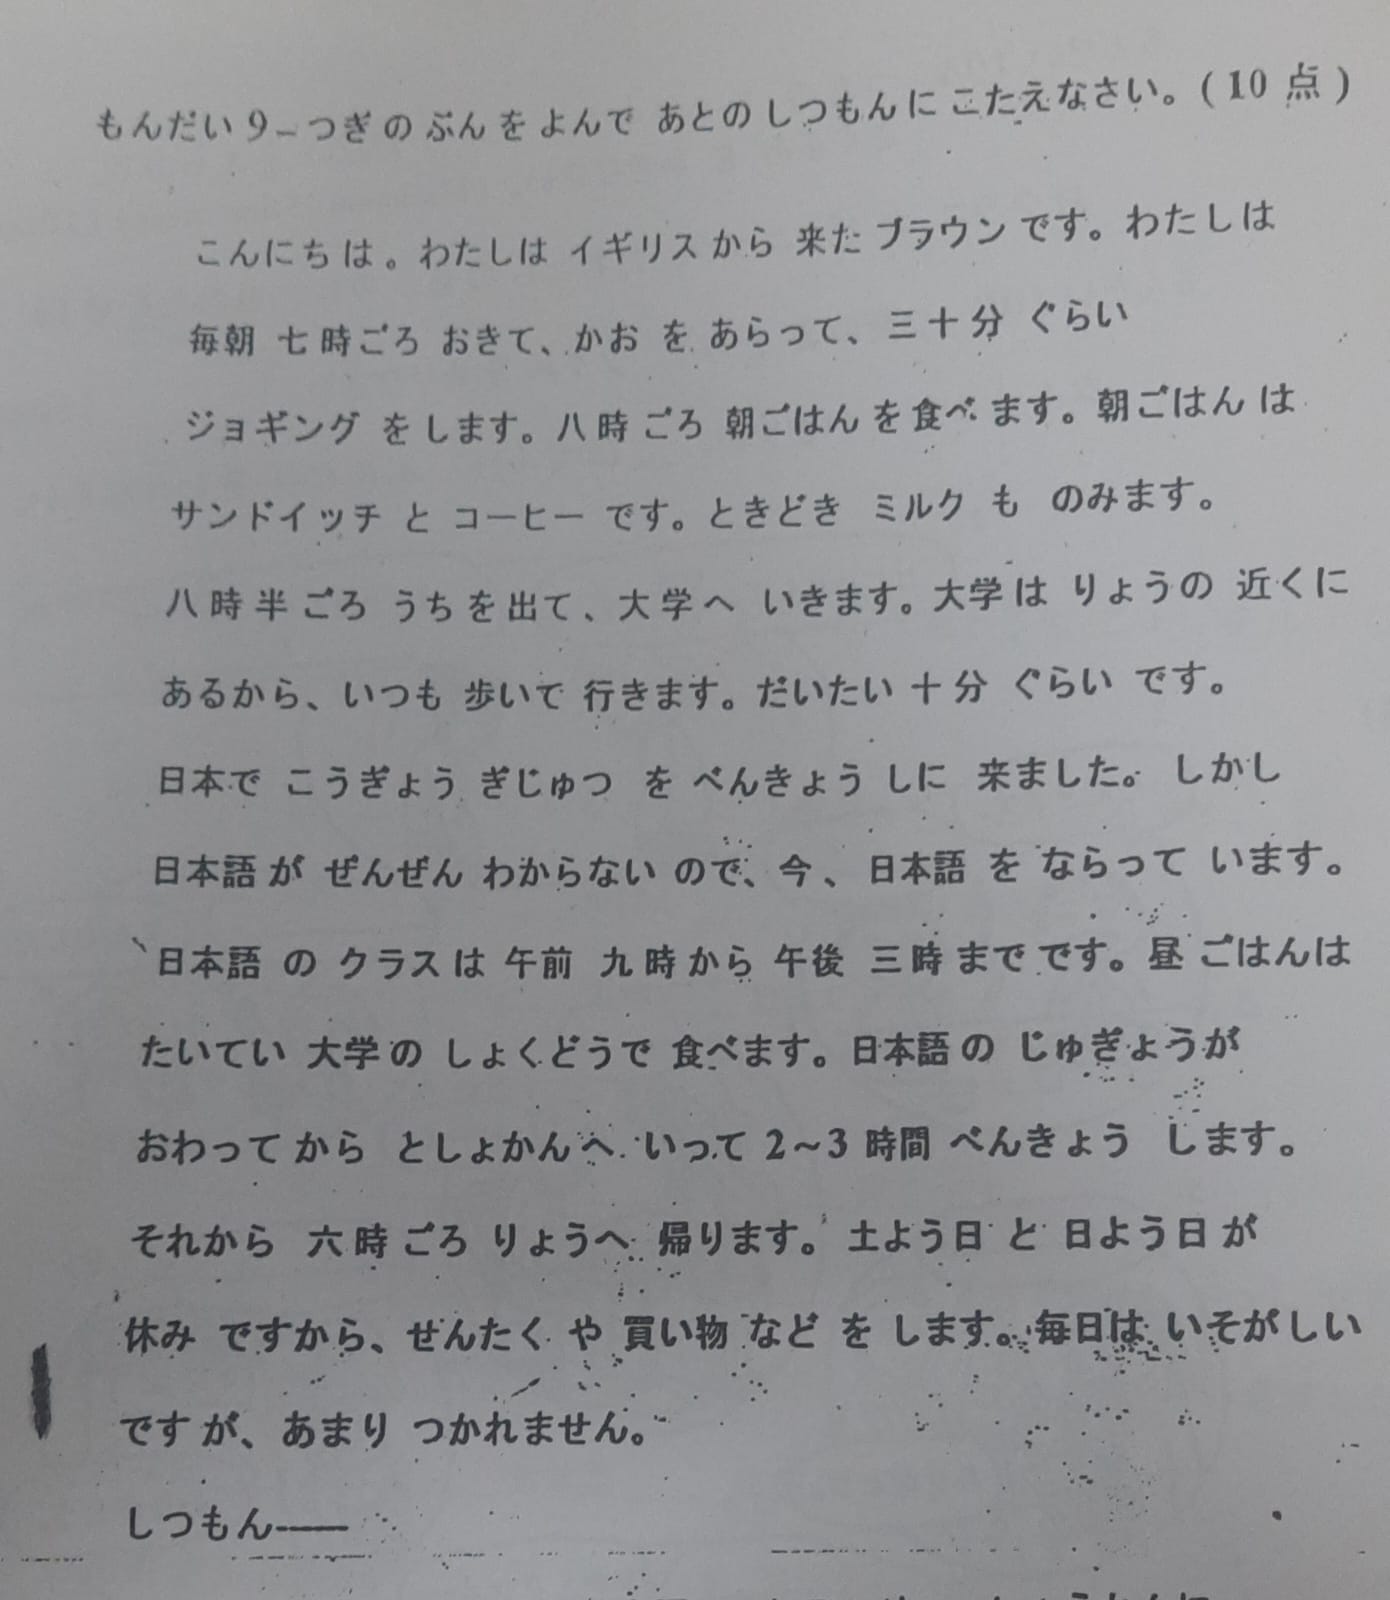 もんだい9-つぎのぶんをよんで あとのしつもんにこたえなさい。(10点)
こんにちは。わたしは イギリスから 来た ブラウンです。わたしは
毎朝 七時ごろ おきて、かお を あらって、三十分 ぐらい
ジョギング をします。八時ごろ 朝ごはん を食べます。朝ごはん は
サンドイッチ と コーヒー です。ときどき ミルク も のみます。
八時半ごろ うちを出て、大学へ いきます。大学は りょうの 近くに
あるから、いつも 歩いて 行きます。だいたい 十分 ぐらい です。
日本で こうぎょう ぎじゅつ を べんきょう しに 来ました。 しかし
日本語が ぜんぜん わからない ので、今、日本語 を ならって います。
日本語 の クラスは 午前 九時から 午後 三時までです。昼ごはんは
たいてい 大学の しょくどうで 食べます。日本語の じゅぎょうが
おわってから としょかんへ いって 2~3 時間 べんきょう します。
それから 六時ごろ りょうへ 帰ります。土よう日 と 日よう日が
休み ですから、せんたく や 買い物 など を します。毎日は いそがしい
ですが、あまり つかれません。
しつもん——